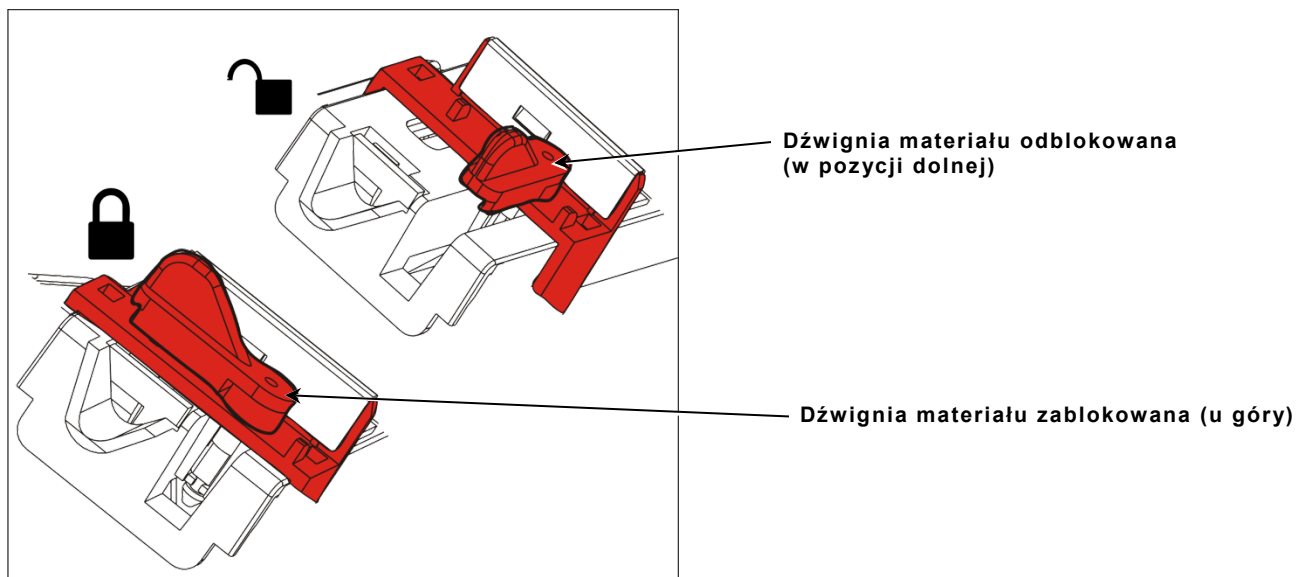 Dźwignia materiału odblokowana
(w pozycji dolnej)
Dźwignia materiału zablokowana (u góry)